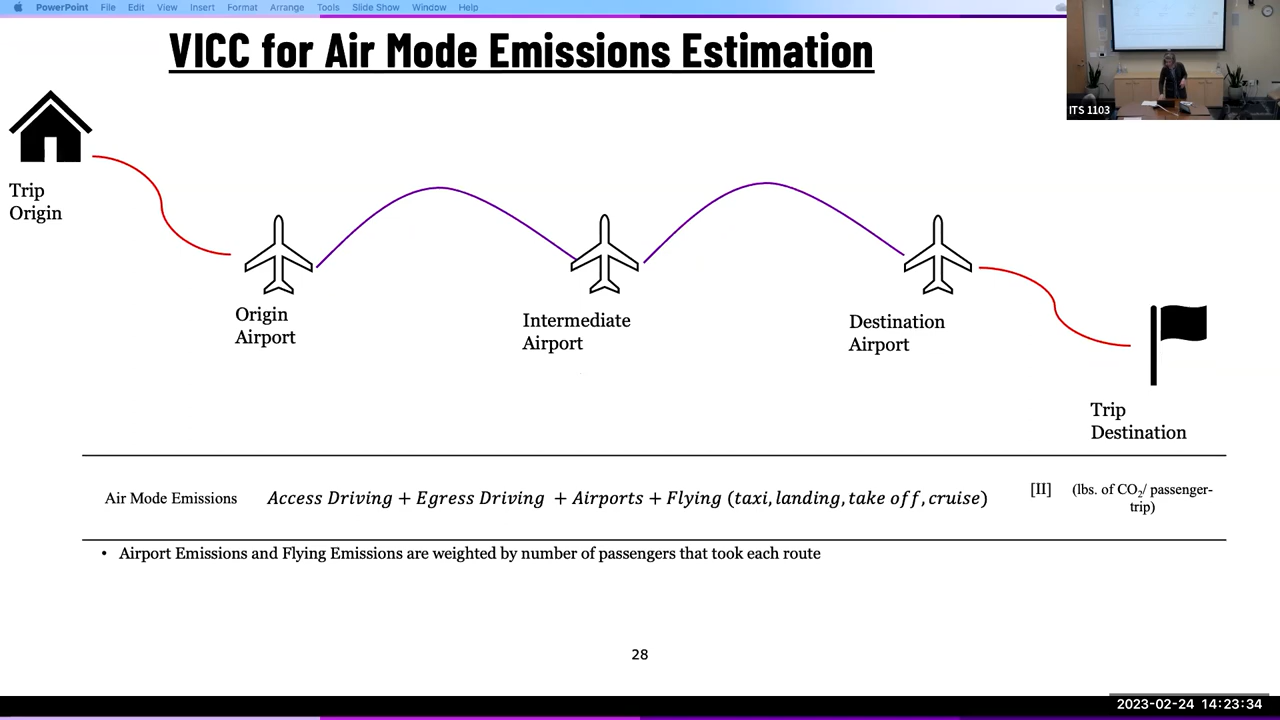 PowerPoint File Edit View Insert Format Arrange Tools Slide Show Window Help
VICC for Air Mode Emissions Estimation
ITS 1103
Trip
Origin
Origin
Airport
Intermediate
Airport
Destination
Airport
Trip
Destination
Air Mode Emissions Access Driving + Egress Driving + Airports + Flying (taxi, landing, take off, cruise) [II] (lbs. of CO₂/ passenger-
trip)
• Airport Emissions and Flying Emissions are weighted by number of passengers that took each route
28
2023-02-24 14:23:34